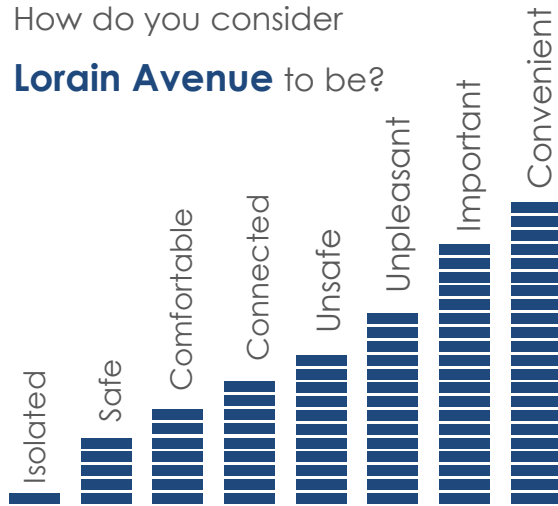 How do you consider
Lorain Avenue to be?
Isolated
Safe
Comfortable
Connected
Unsafe
Unpleasant
Important
Convenient